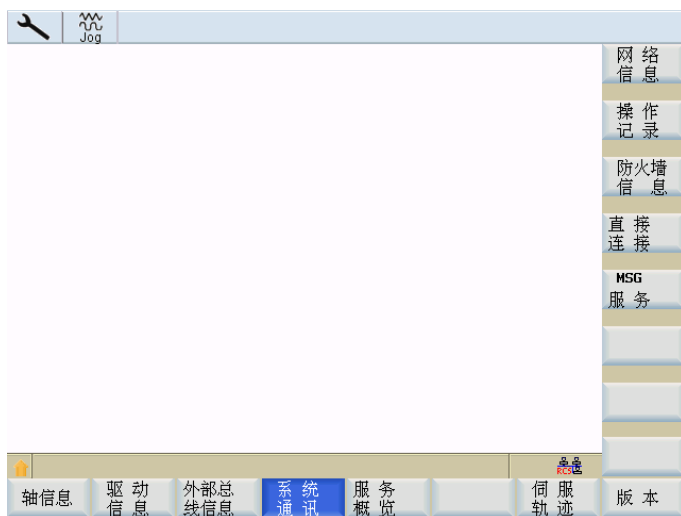 Jog
网 络
信 息
操 作
记 录
防火墙
信 息
直 接
连 接
MSG
服 务
RCS
轴信息
驱 动
信 息
外部总
线信息
系 统
通 讯
服 务
概 览
伺 服
轨 迹
版 本